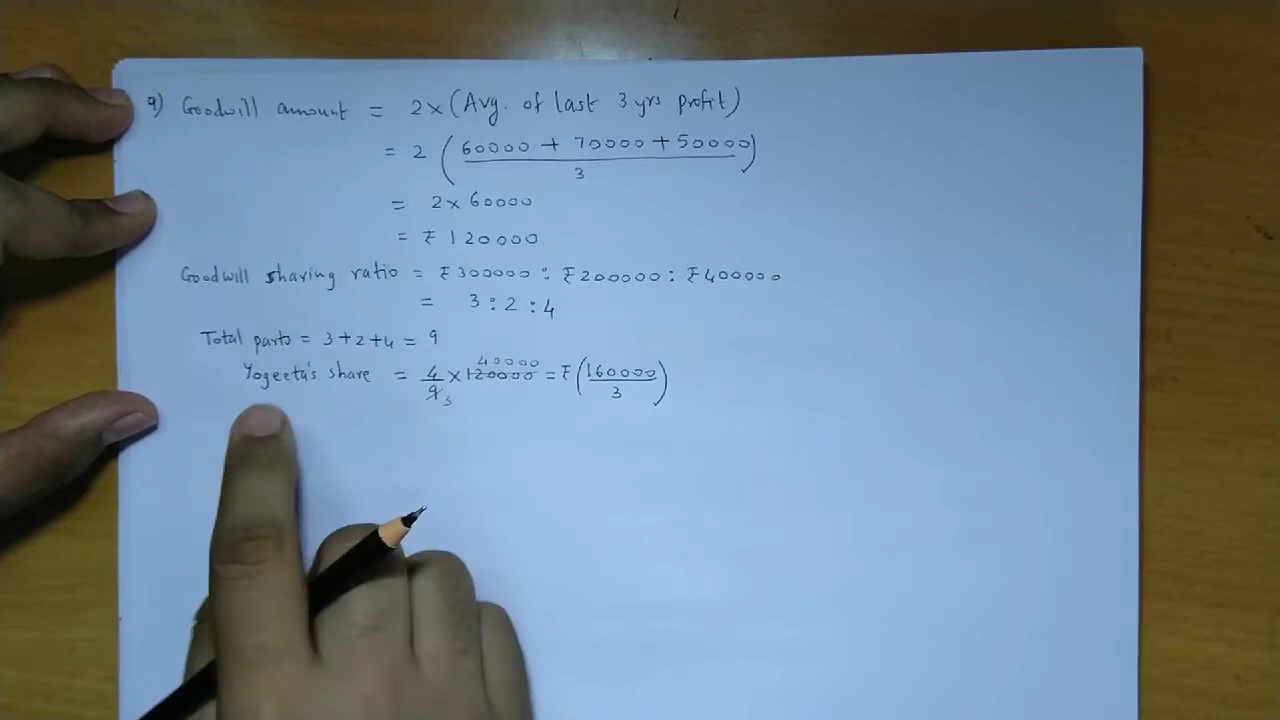 9) Goodwill amount = 2 × (Avg. of last 3 yrs profit)
= 2 ( (60000 + 70000 + 50000) / 3 )
= 2 × 60000
= ₹ 120000
Goodwill sharing ratio = ₹ 300000 : ₹ 200000 : ₹ 400000
= 3 : 2 : 4
Total parts = 3 + 2 + 4 = 9
Yogeeta's share = 4/9 3 × 120000 40000 = ₹ (160000 / 3)